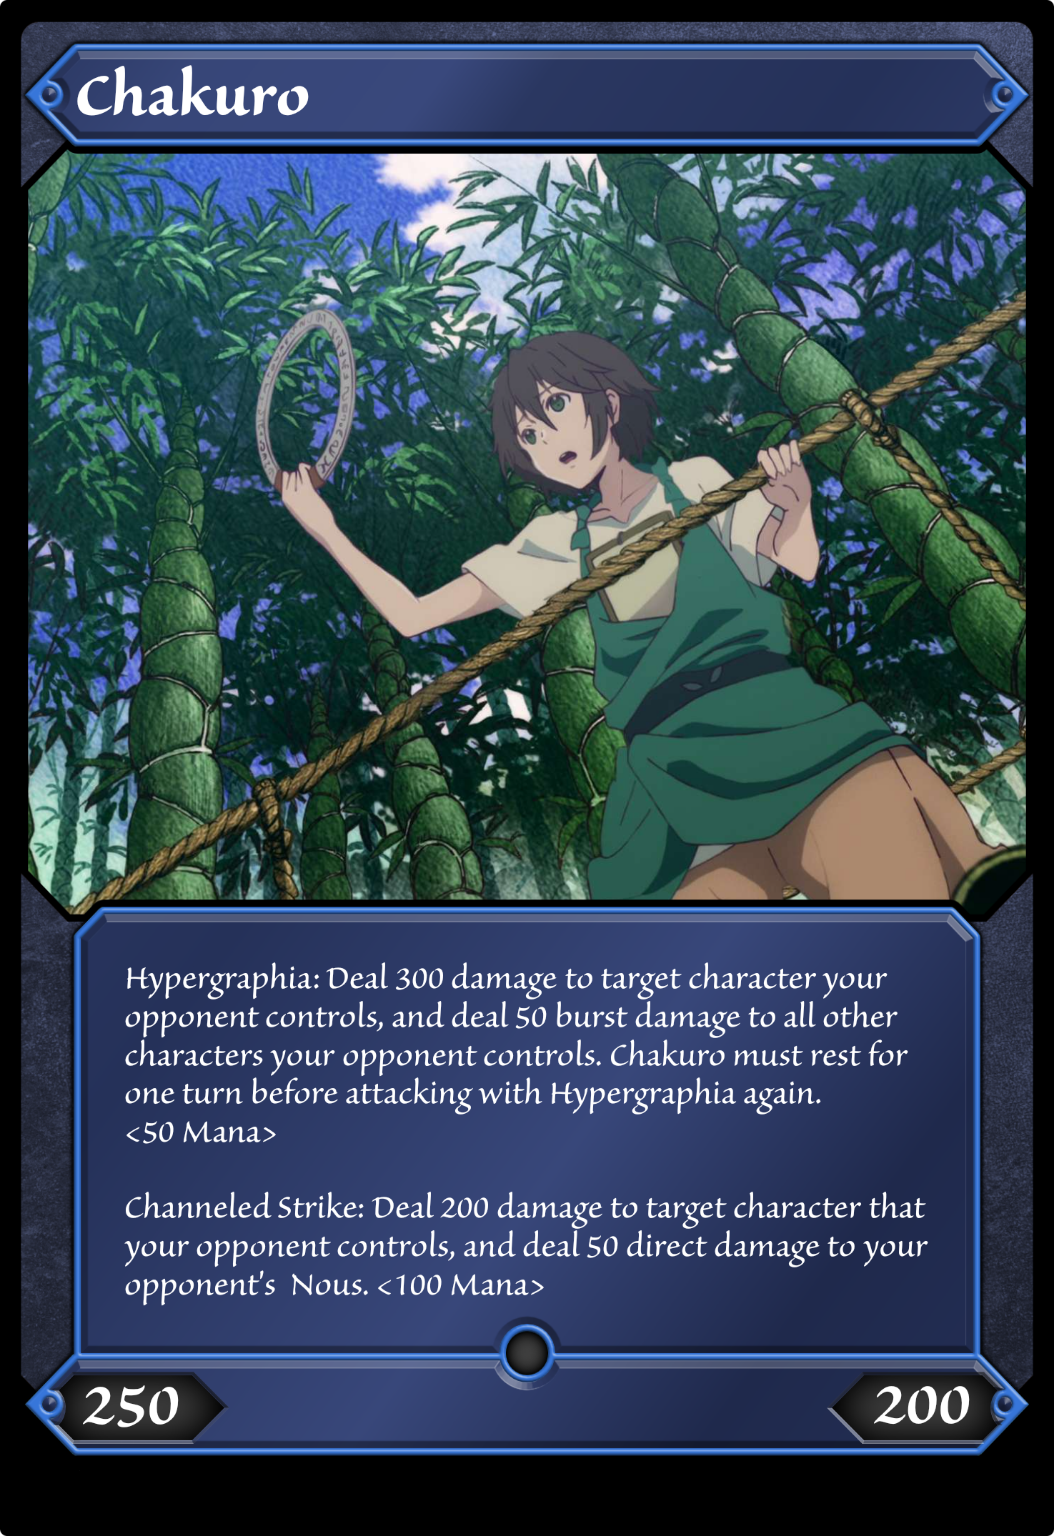 Chakuro
Hypergraphia: Deal 300 damage to target character your
opponent controls, and deal 50 burst damage to all other
characters your opponent controls. Chakuro must rest for
one turn before attacking with Hypergraphia again.
<50 Mana>
Channeled Strike: Deal 200 damage to target character that
your opponent controls, and deal 50 direct damage to your
opponent's Nous. <100 Mana>
250
200